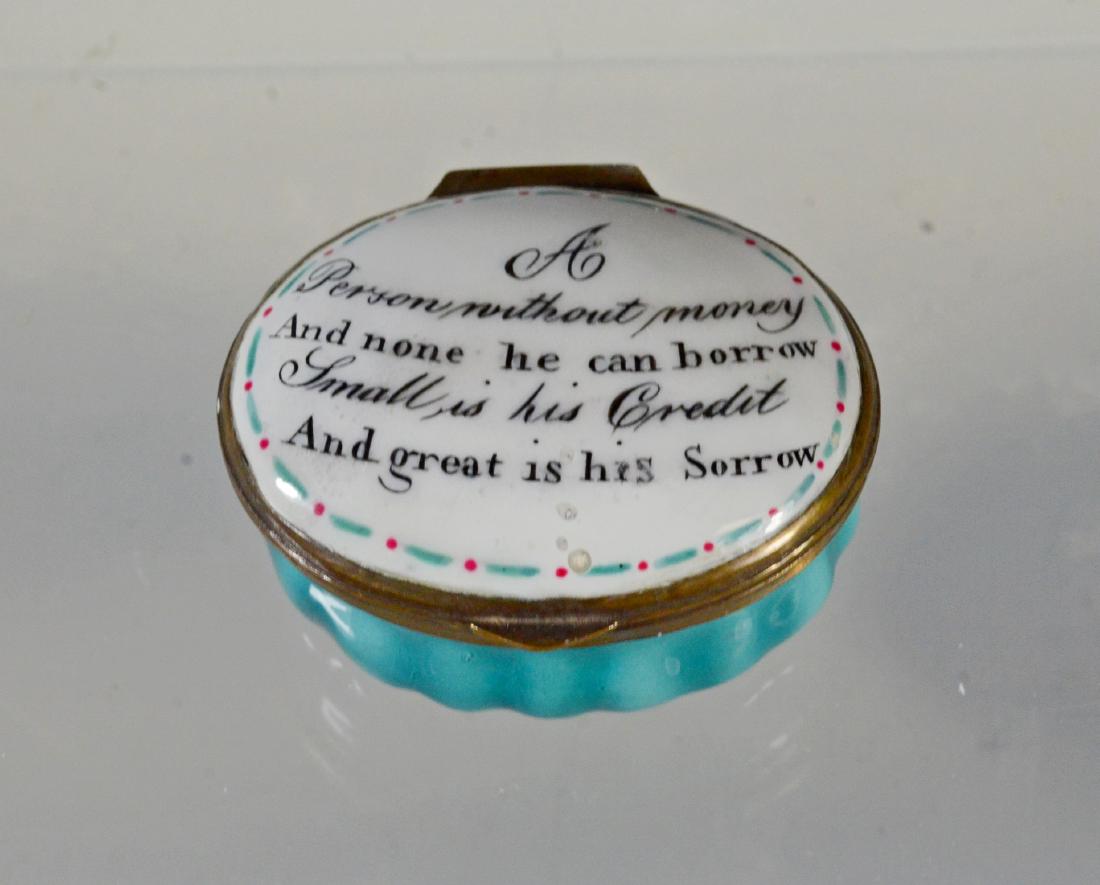 A
Person without money
And none he can borrow
Small is his Credit
And great is his Sorrow